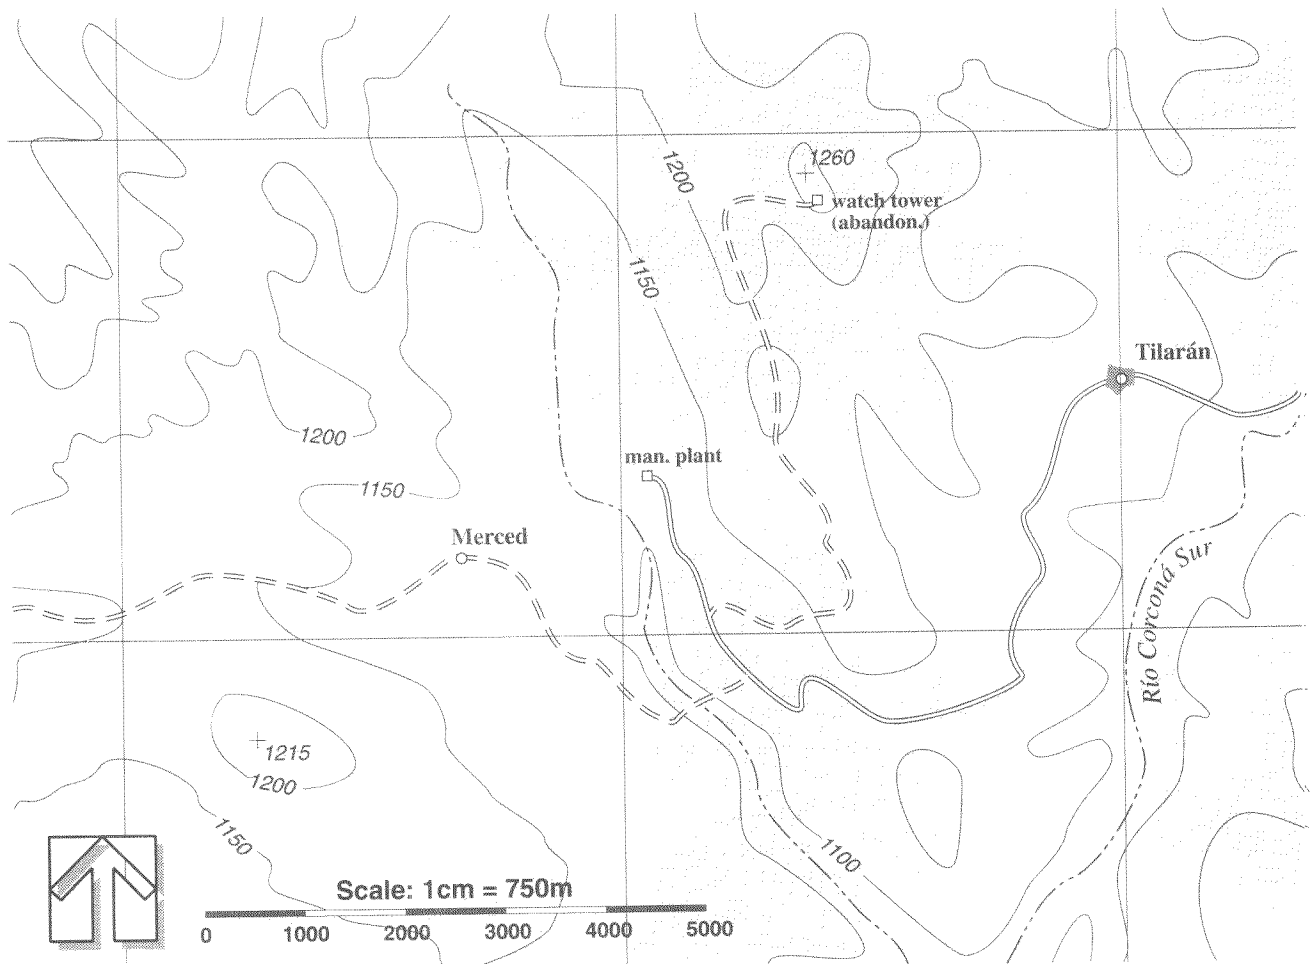 1260
1200
watch tower
(abandon.)
1150
Tilarán
1200
man. plant
1150
Merced
Río Corconá Sur
1215
1200
1150
1100
Scale: 1cm = 750m
0 1000 2000 3000 4000 5000